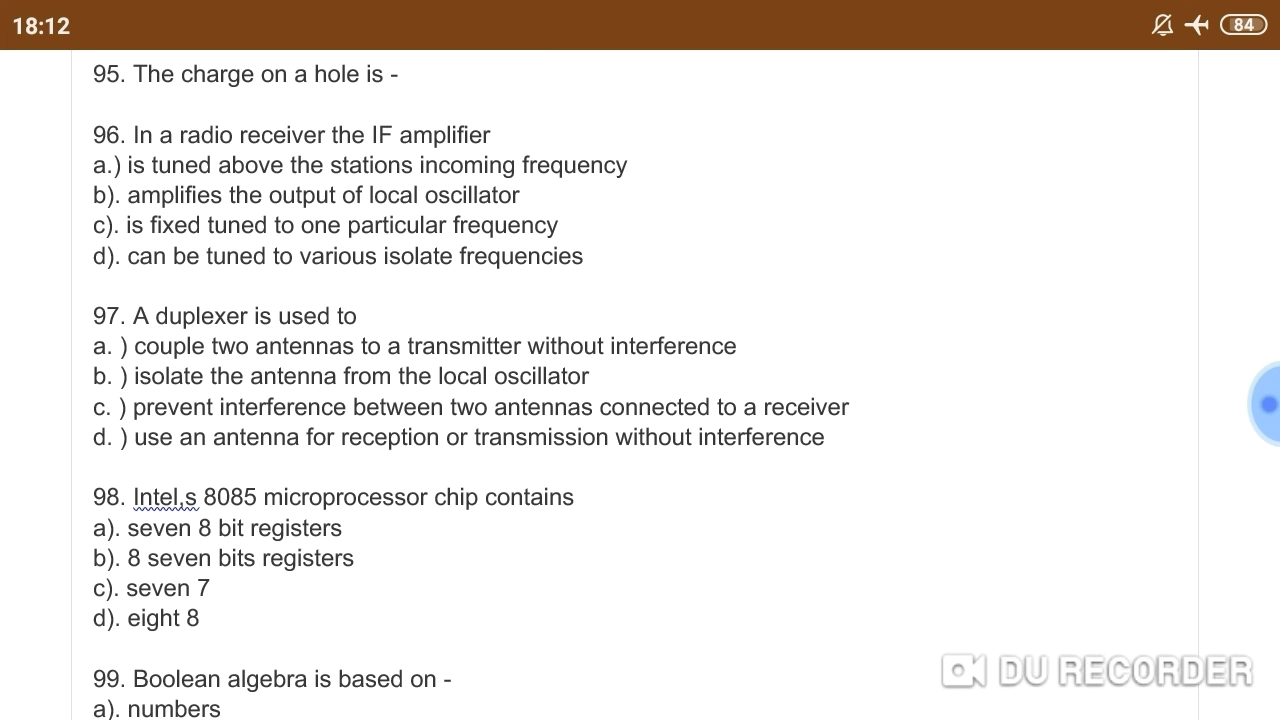 18:12
84
95. The charge on a hole is -
96. In a radio receiver the IF amplifier
a.) is tuned above the stations incoming frequency
b). amplifies the output of local oscillator
c). is fixed tuned to one particular frequency
d). can be tuned to various isolate frequencies
97. A duplexer is used to
a. ) couple two antennas to a transmitter without interference
b. ) isolate the antenna from the local oscillator
c. ) prevent interference between two antennas connected to a receiver
d. ) use an antenna for reception or transmission without interference
98. Intel,s 8085 microprocessor chip contains
a). seven 8 bit registers
b). 8 seven bits registers
c). seven 7
d). eight 8
99. Boolean algebra is based on -
a). numbers
DU RECORDER